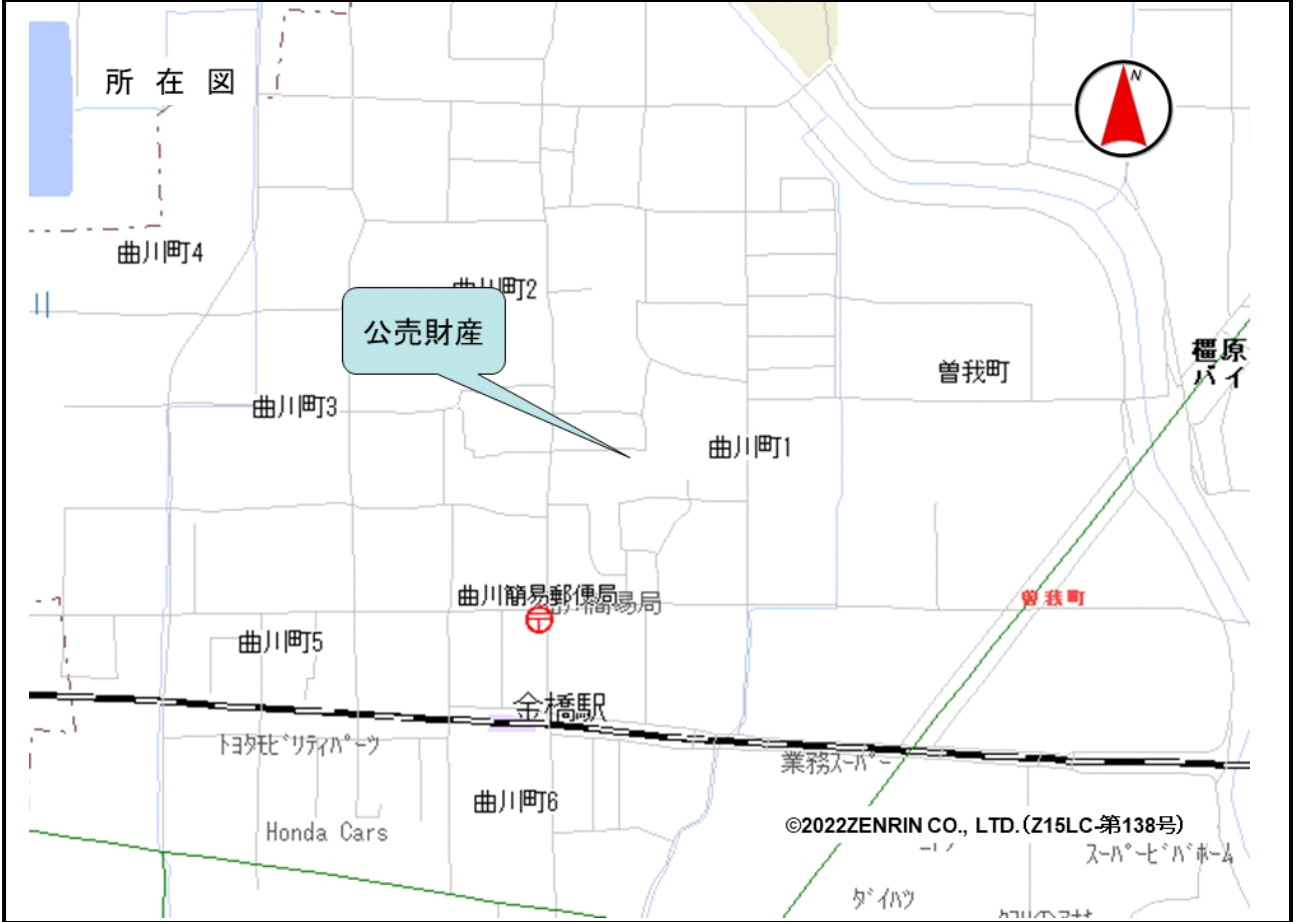 所 在 図
N
曲川町4
曲川町2
公売財産
橿原
バイ
曽我町
曲川町3
曲川町1
曲川簡易郵便局
曽我町
曲川町5
金橋駅
トヨタモビリティパーツ
業務スーパー
曲川町6
©2022ZENRIN CO., LTD.(Z15LC-第138号)
Honda Cars
スーパービバホーム
ダイハツ